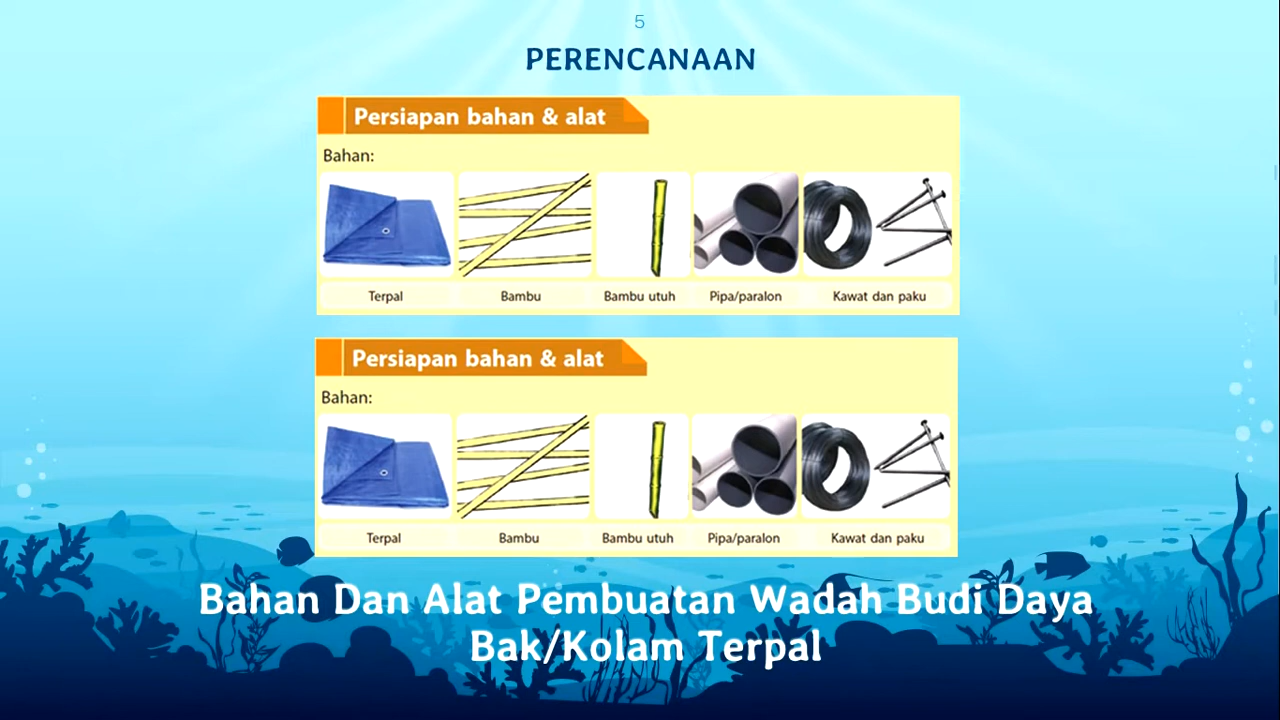 5
PERENCANAAN
Persiapan bahan & alat
Bahan:
Terpal Bambu Bambu utuh Pipa/paralon Kawat dan paku
Persiapan bahan & alat
Bahan:
Terpal Bambu Bambu utuh Pipa/paralon Kawat dan paku
Bahan Dan Alat Pembuatan Wadah Budi Daya
Bak/Kolam Terpal